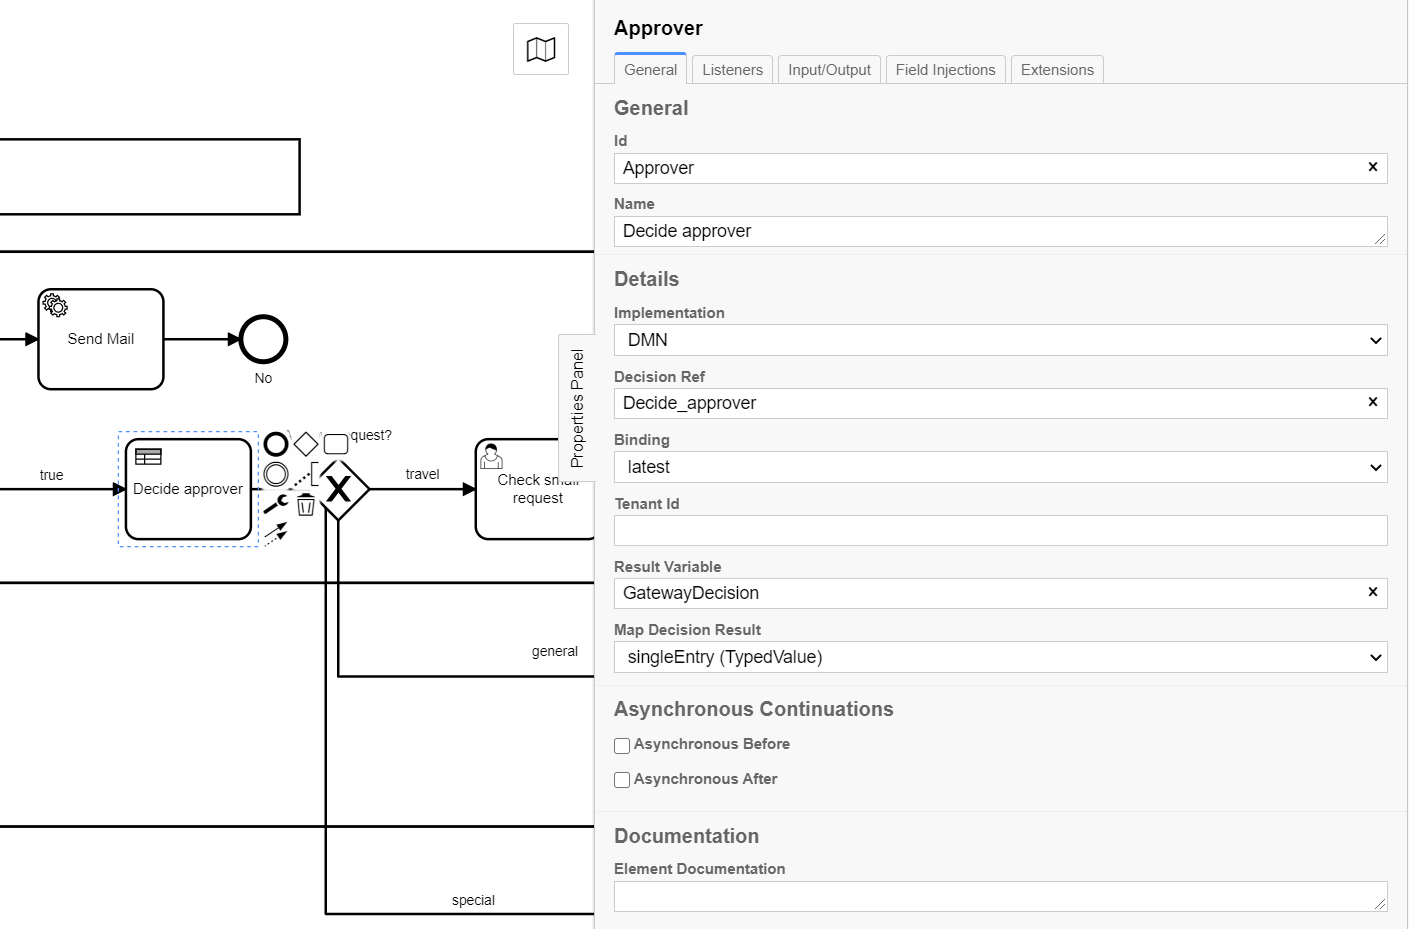 Send Mail
No
true
Decide approver
quest?
travel
Check small
request
general
special
Properties Panel
Approver
General
Listeners
Input/Output
Field Injections
Extensions
General
Id
Approver
Name
Decide approver
Details
Implementation
DMN
Decision Ref
Decide_approver
Binding
latest
Tenant Id
Result Variable
GatewayDecision
Map Decision Result
singleEntry (TypedValue)
Asynchronous Continuations
Asynchronous Before
Asynchronous After
Documentation
Element Documentation